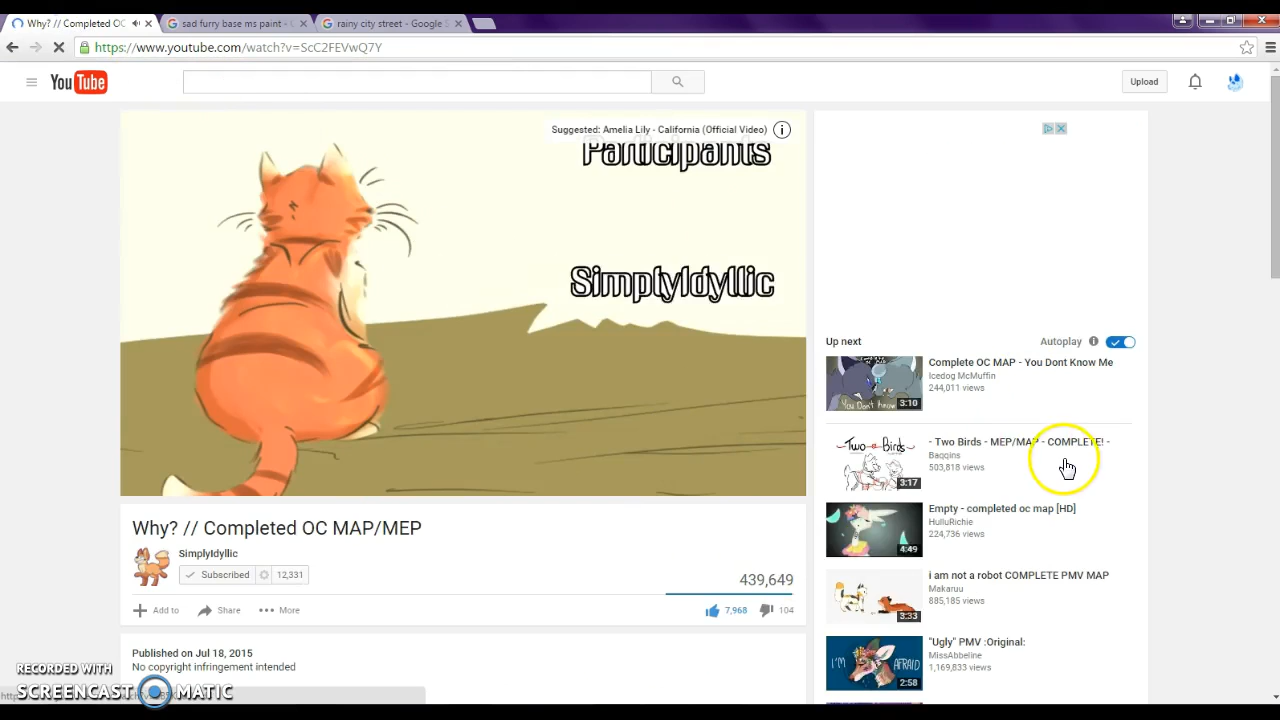 Why? // Completed OC
sad furry base ms paint -
rainy city street - Google S
https://www.youtube.com/watch?v=ScC2FEVwQ7Y
YouTube
Upload
Suggested: Amelia Lily - California (Official Video)
Participants
SimplyIdyllic
Up next
Autoplay
Complete OC MAP - You Dont Know Me
Icedog McMuffin
244,011 views
You Don't know
3:10
- Two Birds - MEP/MAP - COMPLETE! -
Baqqins
503,818 views
Two Birds
3:17
Empty - completed oc map [HD]
HulluRichie
224,736 views
4:49
i am not a robot COMPLETE PMV MAP
Makaruu
885,185 views
3:33
"Ugly" PMV :Original:
MissAbbeline
1,169,833 views
I'M AFRAID
2:58
Why? // Completed OC MAP/MEP
SimplyIdyllic
Subscribed 12,331
439,649
Add to Share More
7,968 104
Published on Jul 18, 2015
No copyright infringement intended
RECORDED WITH
SCREENCAST MATIC